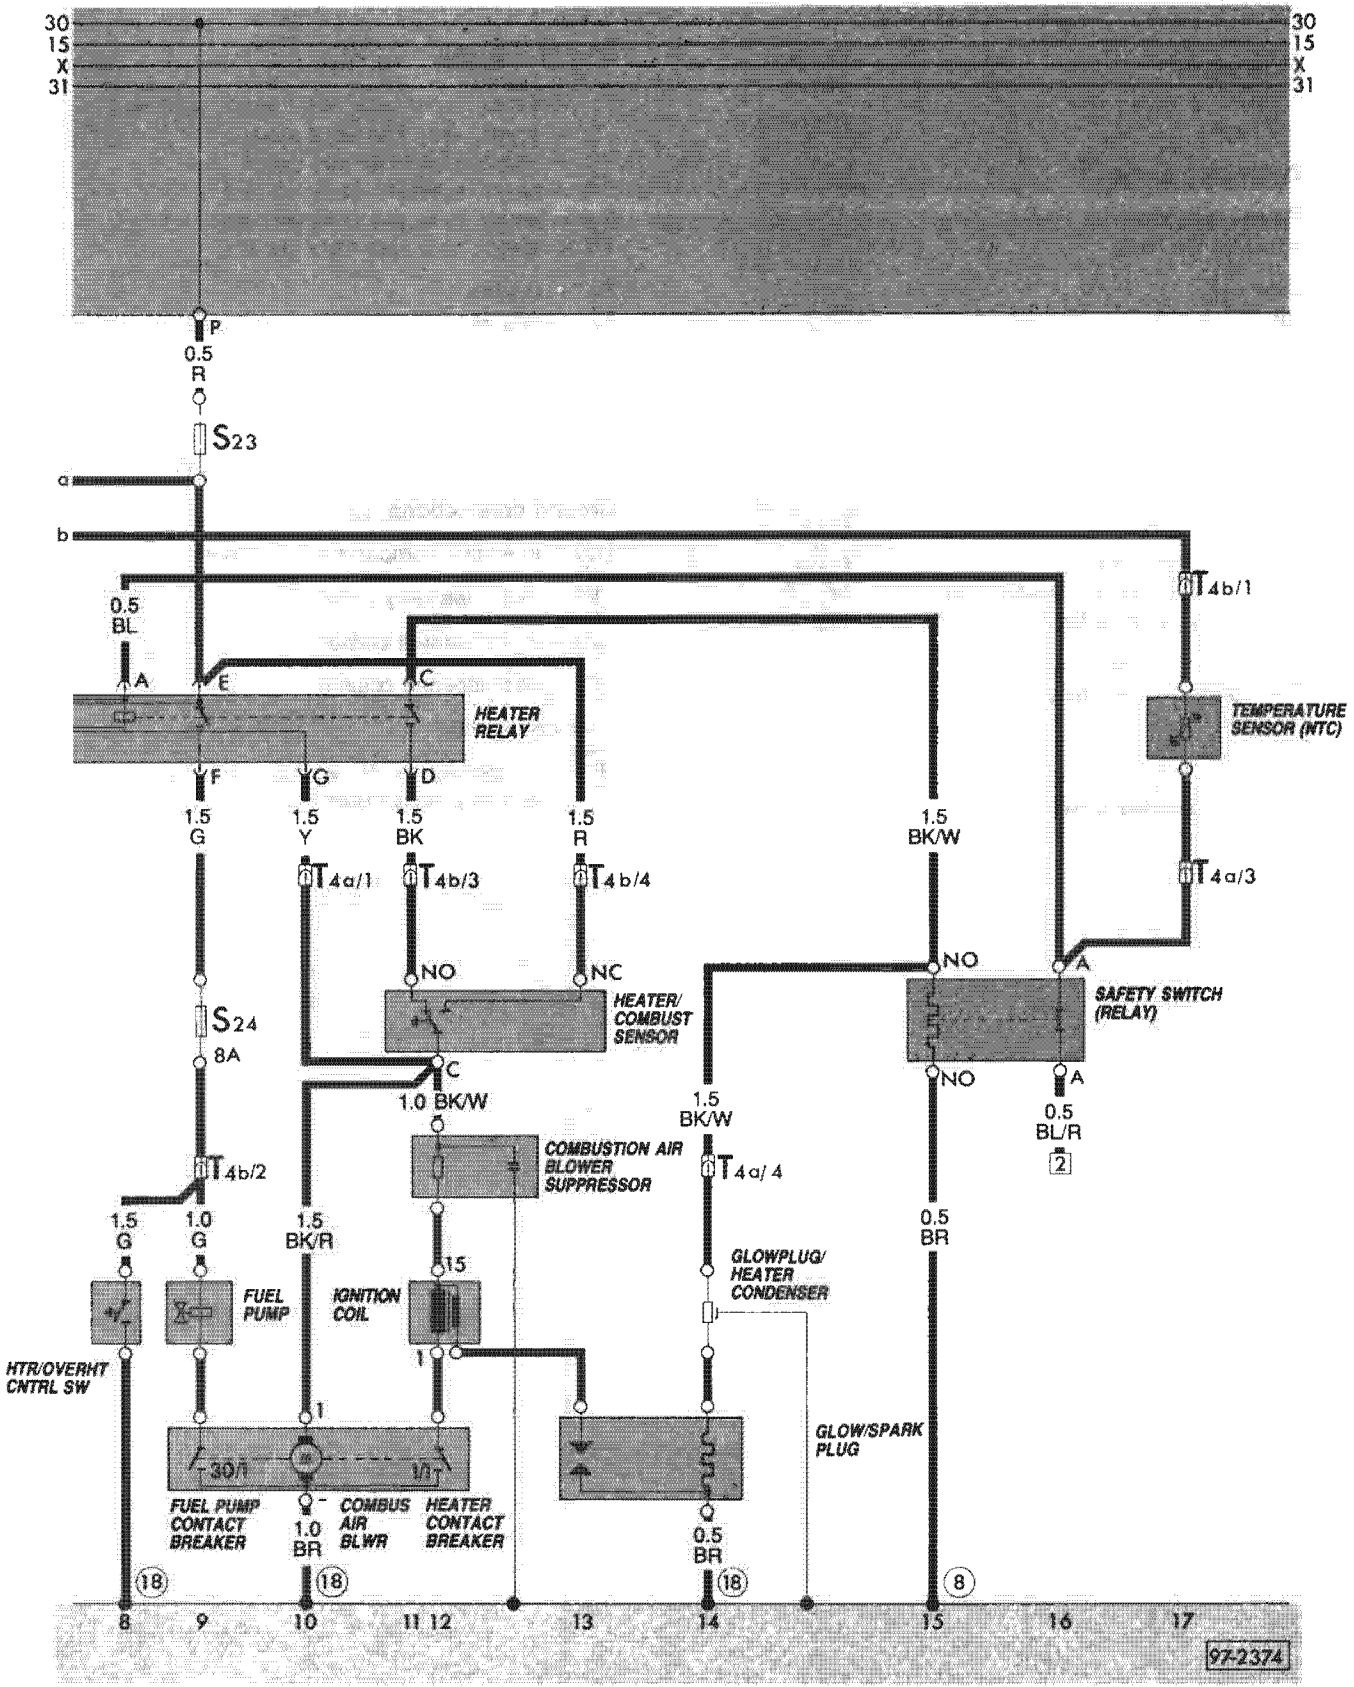 30 30
15 15
X X
31 31
P
0.5
R
S23
a
b
T4b/1
0.5
BL
A E C
HEATER
RELAY
TEMPERATURE
SENSOR (NTC)
F G D
1.5 1.5 1.5 1.5 1.5
G Y BK R BK/W
T4a/1 T4b/3 T4b/4 T4a/3
NO NC NO A
S24
8A
HEATER/
COMBUST
SENSOR
SAFETY SWITCH
(RELAY)
C NO A
1.0 BK/W
1.5
BK/W
0.5
BL/R
2
COMBUSTION AIR
BLOWER
SUPPRESSOR
T4b/2 T4a/4
1.5 1.0 1.5 0.5
G G BK/R BR
15
GLOWPLUG/
HEATER
CONDENSER
FUEL
PUMP
IGNITION
COIL
1
HTR/OVERHT
CNTRL SW
1
GLOW/SPARK
PLUG
30/1 1/1
-
FUEL PUMP
CONTACT
BREAKER
COMBUS
AIR
BLWR
HEATER
CONTACT
BREAKER
1.0
BR
0.5
BR
18 18 18 8
8 9 10 11 12 13 14 15 16 17
97-2374